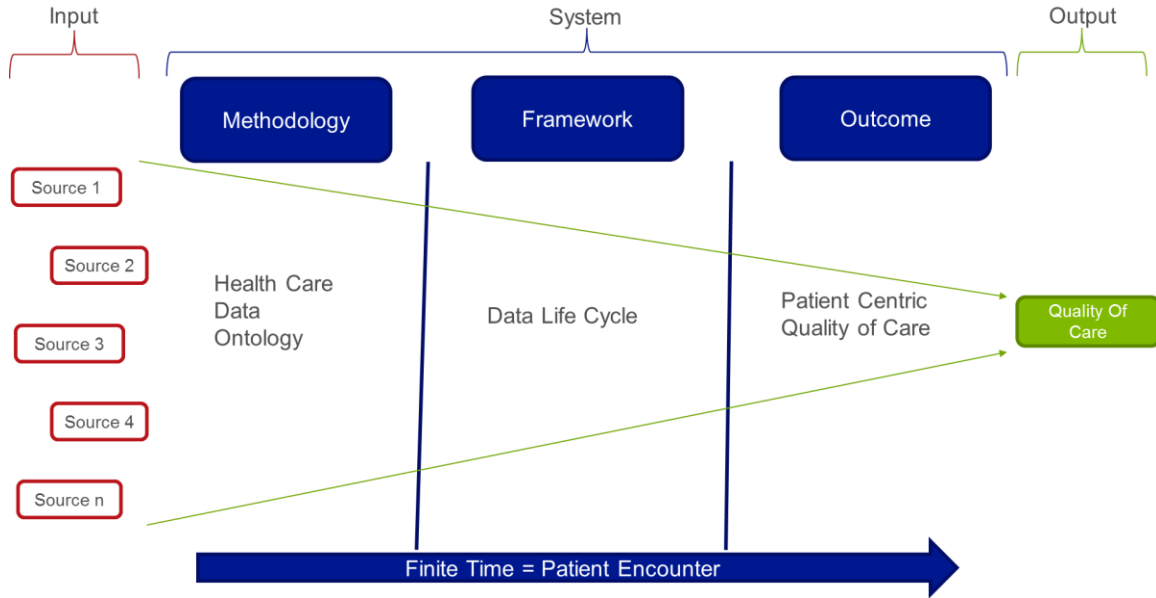 Input
System
Output
Methodology
Framework
Outcome
Source 1
Source 2
Source 3
Source 4
Source n
Health Care
Data
Ontology
Data Life Cycle
Patient Centric
Quality of Care
Quality Of
Care
Finite Time = Patient Encounter